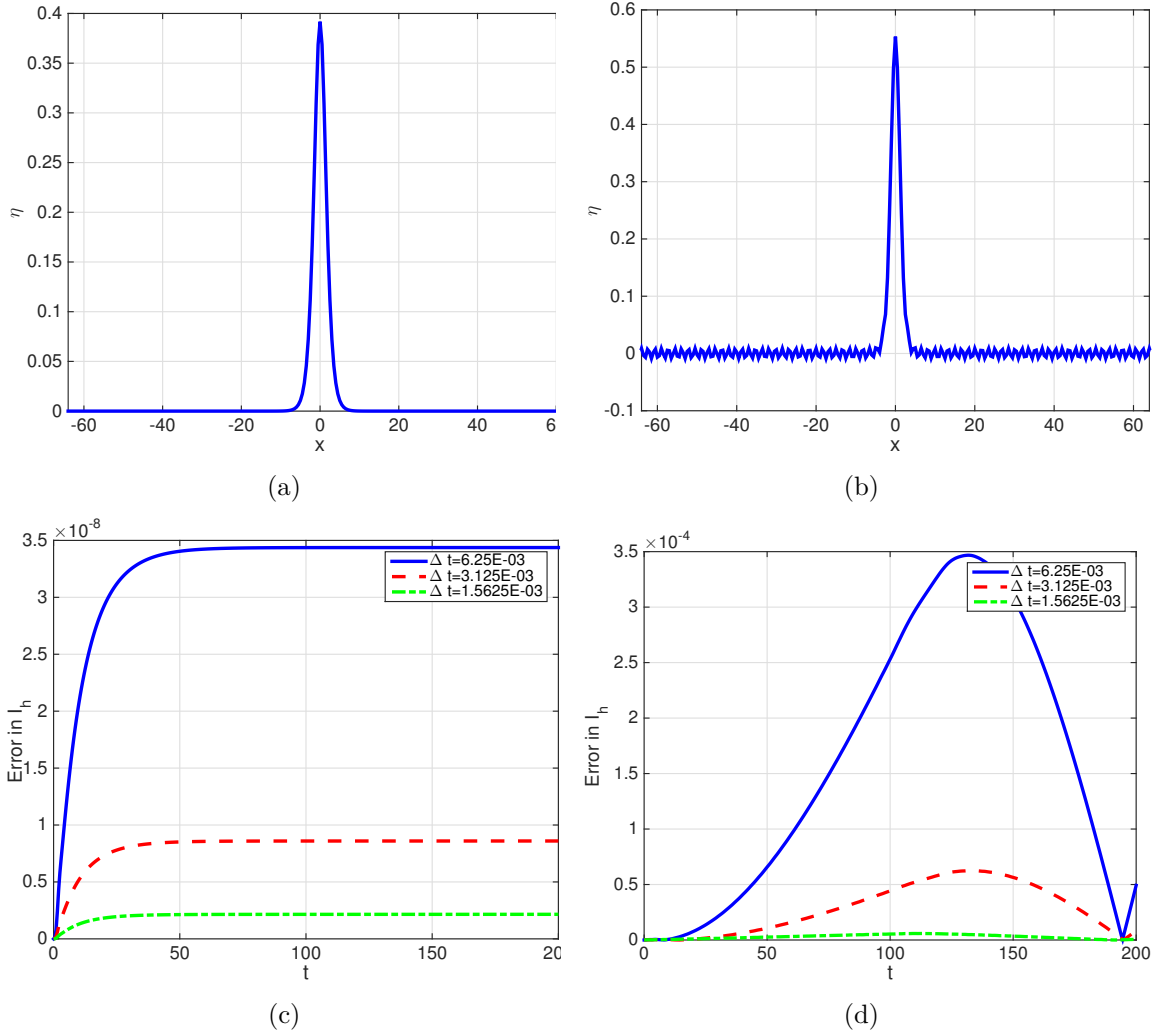 0.4
0.35
0.3
0.25
0.2
0.15
0.1
0.05
0
η
-60 -40 -20 0 20 40 60
x
(a)
0.6
0.5
0.4
0.3
0.2
0.1
0
-0.1
η
-60 -40 -20 0 20 40 60
x
(b)
×10⁻⁸
3.5
3
2.5
2
1.5
1
0.5
0
Error in I_h
Δ t=6.25E-03
Δ t=3.125E-03
Δ t=1.5625E-03
0 50 100 150 200
t
(c)
×10⁻⁴
3.5
3
2.5
2
1.5
1
0.5
0
Error in I_h
Δ t=6.25E-03
Δ t=3.125E-03
Δ t=1.5625E-03
0 50 100 150 200
t
(d)